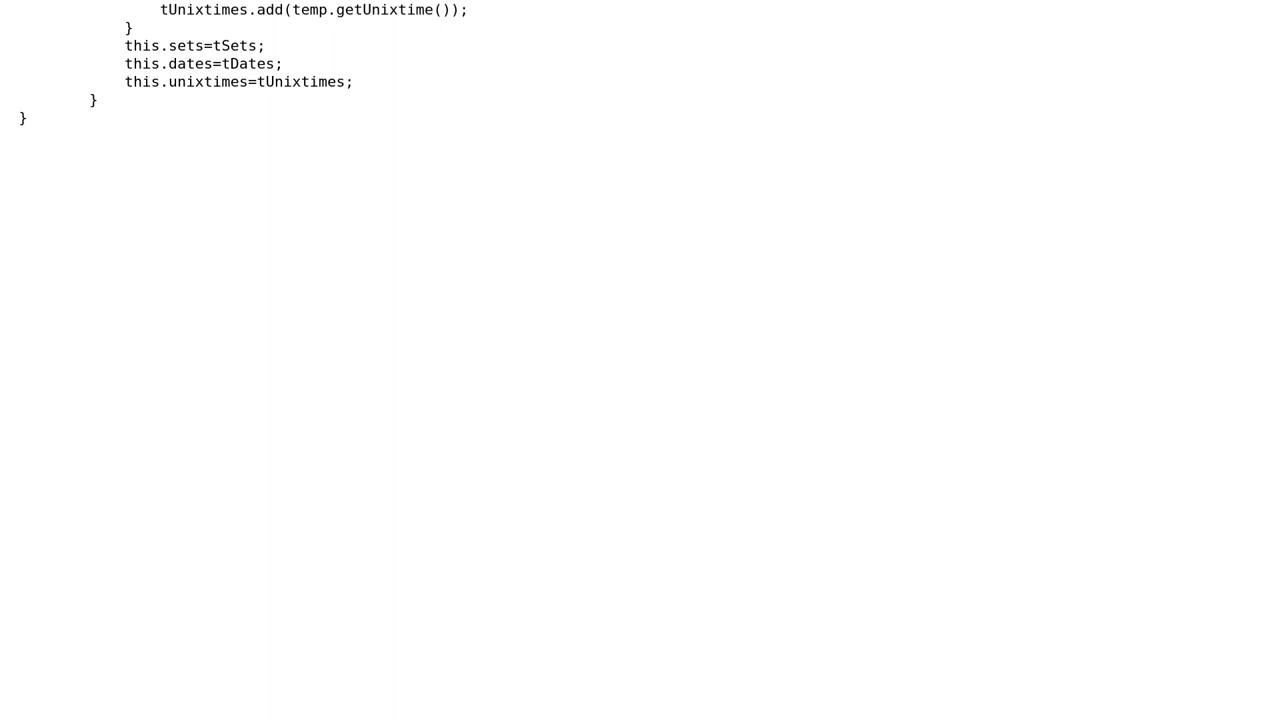 tUnixtimes.add(temp.getUnixtime());
}
this.sets=tSets;
this.dates=tDates;
this.unixtimes=tUnixtimes;
}
}